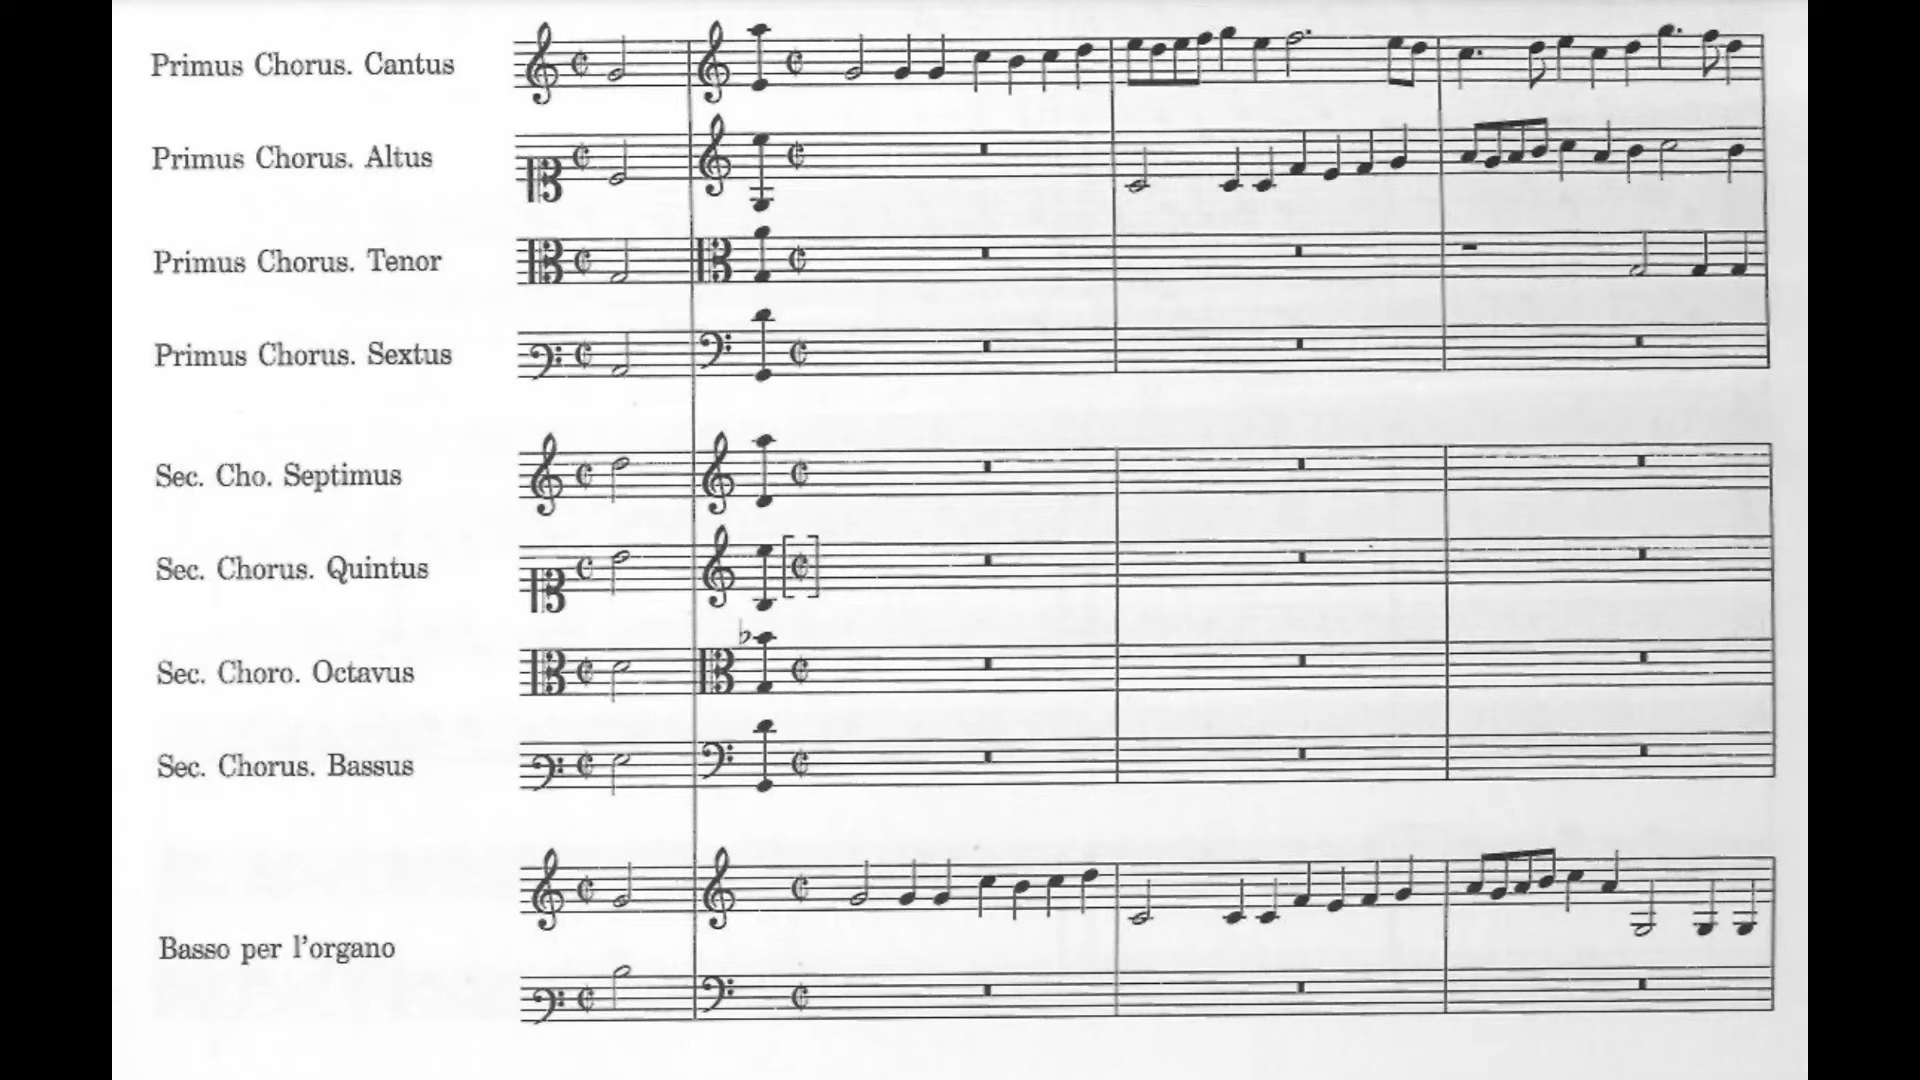 Primus Chorus. Cantus
Primus Chorus. Altus
Primus Chorus. Tenor
Primus Chorus. Sextus
Sec. Cho. Septimus
Sec. Chorus. Quintus
Sec. Choro. Octavus
Sec. Chorus. Bassus
Basso per l'organo